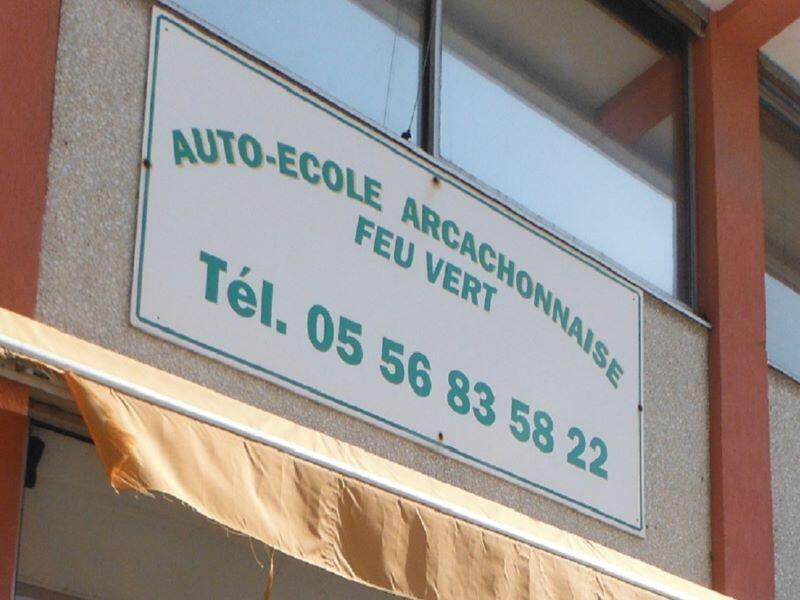 AUTO-ECOLE ARCACHONNAISE
FEU VERT
Tél. 05 56 83 58 22